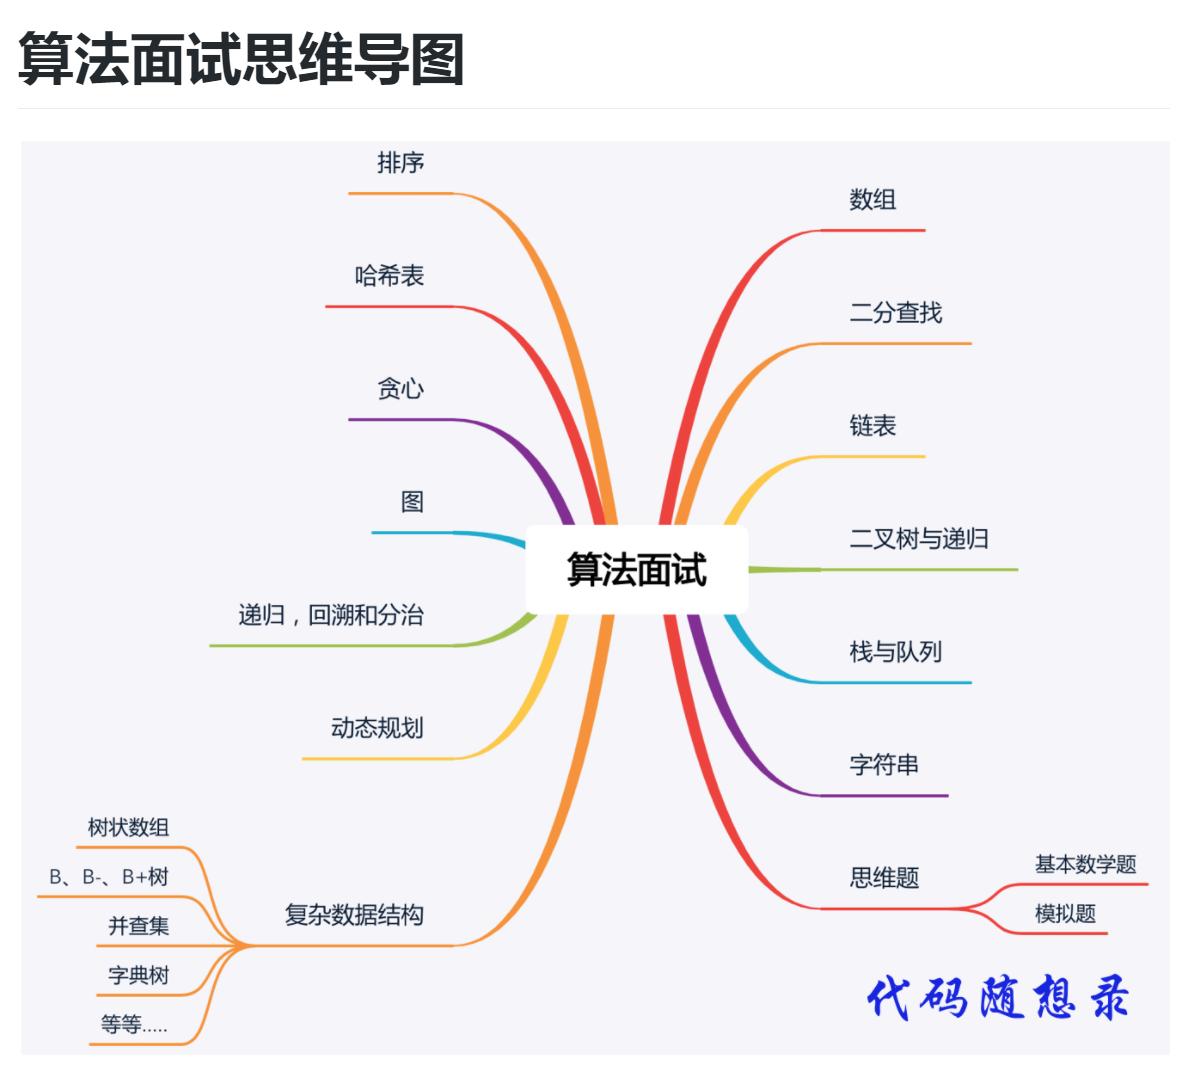 算法面试思维导图
排序
哈希表
贪心
图
递归，回溯和分治
动态规划
复杂数据结构
树状数组
B、B-、B+树
并查集
字典树
等等.....
算法面试
数组
二分查找
链表
二叉树与递归
栈与队列
字符串
思维题
基本数学题
模拟题
代码随想录